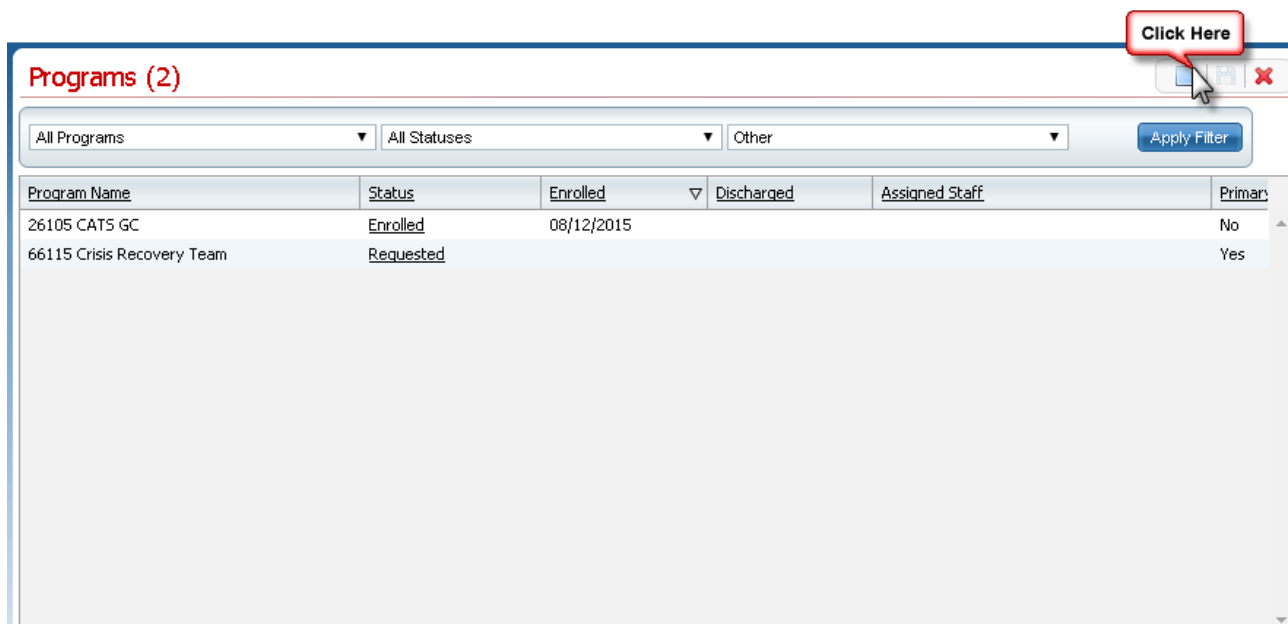 Click Here
Programs (2)
All Programs All Statuses Other Apply Filter
Program Name Status Enrolled Discharged Assigned Staff Primary
26105 CATS GC Enrolled 08/12/2015 No
66115 Crisis Recovery Team Requested Yes